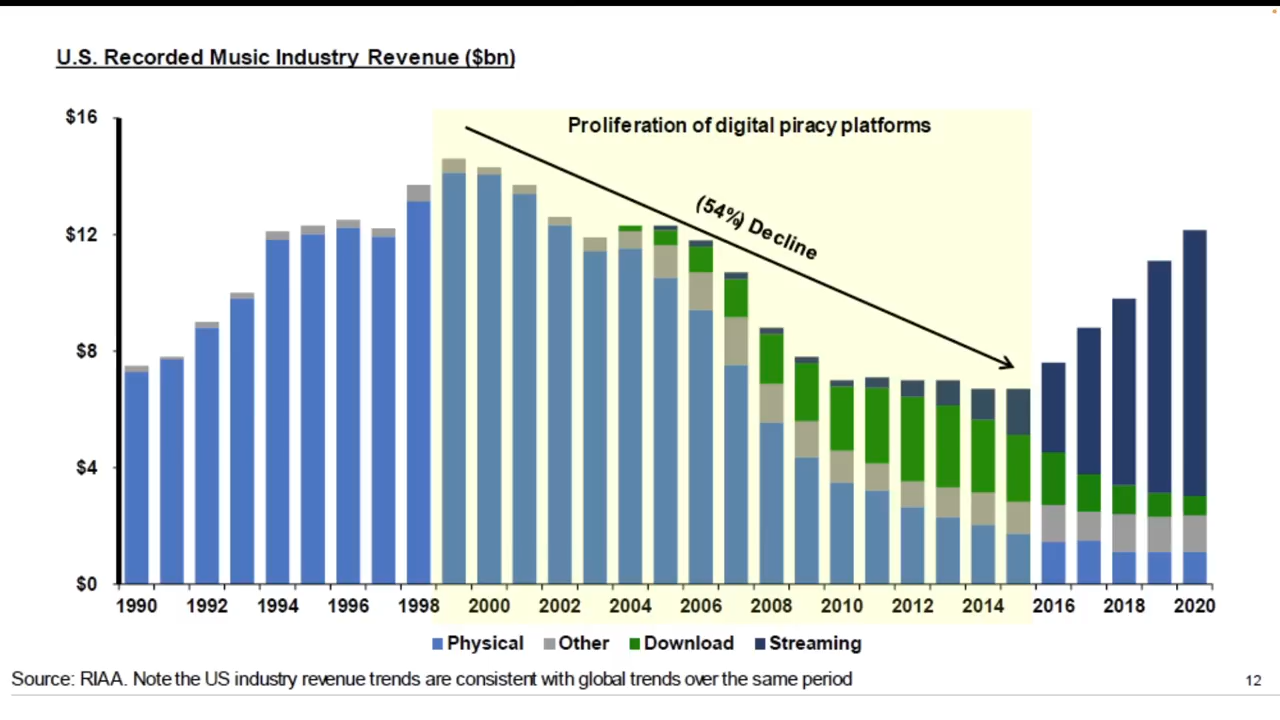 U.S. Recorded Music Industry Revenue ($bn)
$16
Proliferation of digital piracy platforms
(54%) Decline
$12
$8
$4
$0
1990 1992 1994 1996 1998 2000 2002 2004 2006 2008 2010 2012 2014 2016 2018 2020
Physical Other Download Streaming
Source: RIAA. Note the US industry revenue trends are consistent with global trends over the same period
12